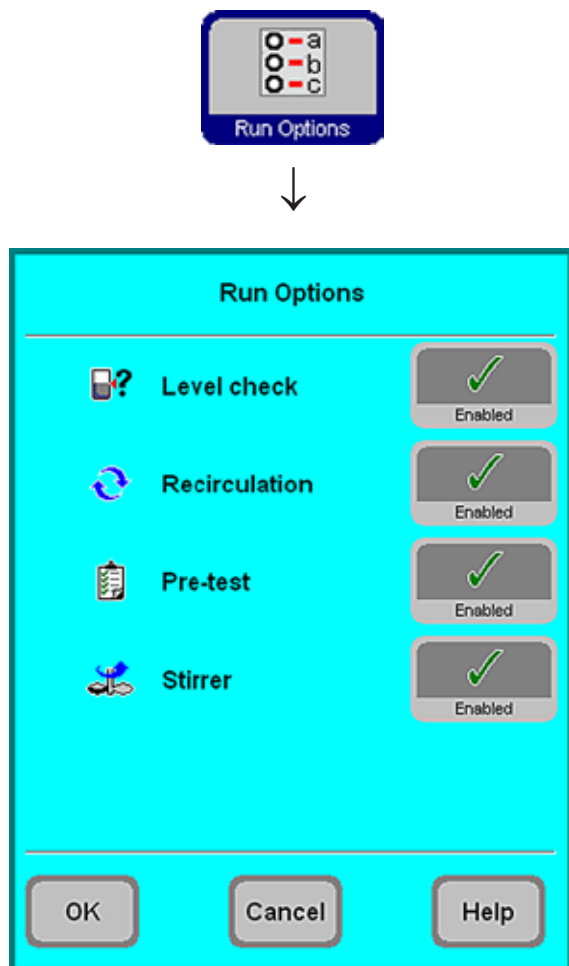 a
b
c
Run Options
Run Options
Level check
Enabled
Recirculation
Enabled
Pre-test
Enabled
Stirrer
Enabled
OK Cancel Help